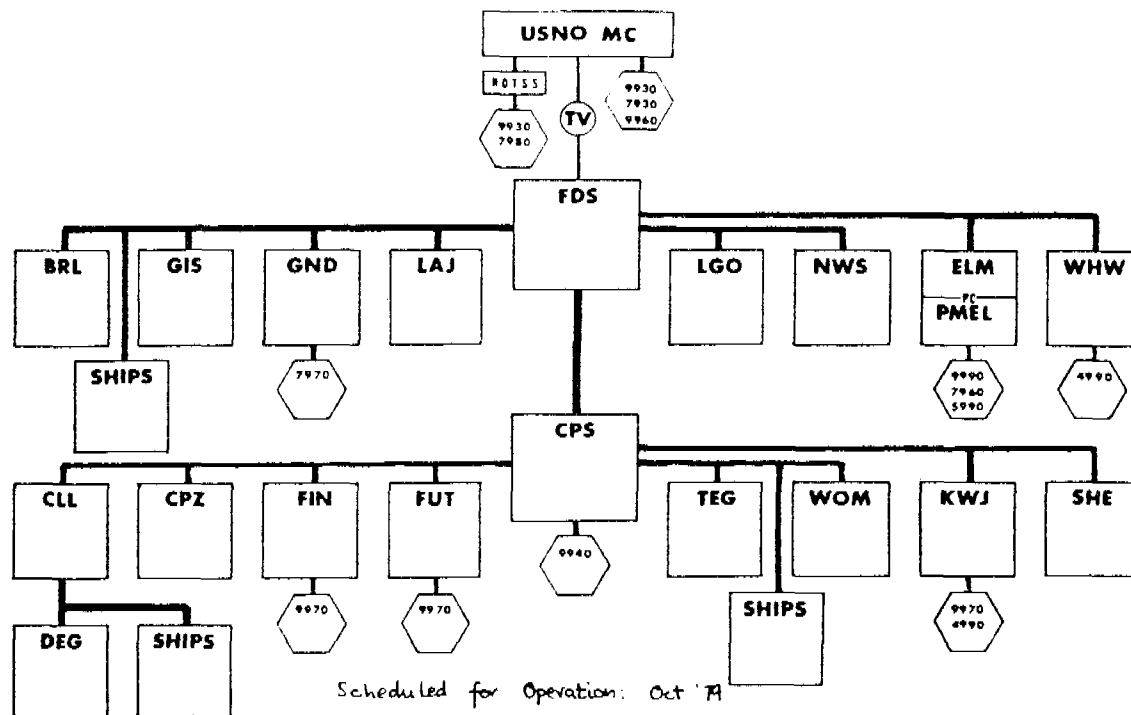 USNO MC
NOTSS
9930
7980
TV
9930
7930
9960
FDS
BRL
GIS
GND
LAJ
LGO
NWS
ELM
PC
PMEL
WHW
SHIPS
7970
9990
7960
5990
4990
CPS
CLL
CPZ
FIN
FUT
TEG
WOM
KWJ
SHE
9940
9970
9970
9970
4990
DEG
SHIPS
SHIPS
Scheduled for Operation: Oct '79